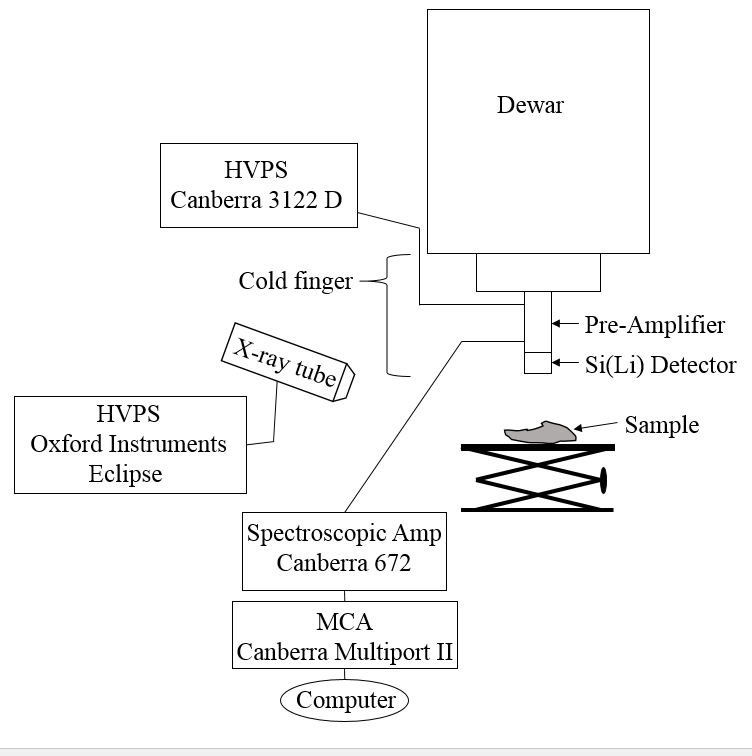 Dewar
HVPS
Canberra 3122 D
Cold finger
Pre-Amplifier
Si(Li) Detector
X-ray tube
HVPS
Oxford Instruments
Eclipse
Sample
Spectroscopic Amp
Canberra 672
MCA
Canberra Multiport II
Computer